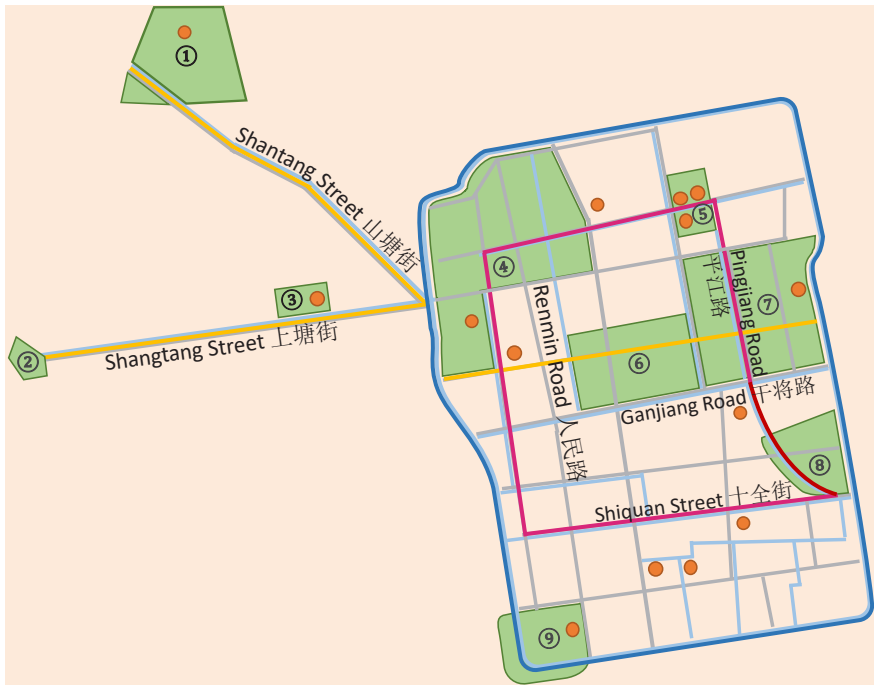 ①
Shantang Street 山塘街
③
②
Shangtang Street 上塘街
④
⑤
⑥
⑦
⑧
⑨
Renmin Road 人民路
Pingjiang Road
平江路
Ganjiang Road 干将路
Shiquan Street 十全街